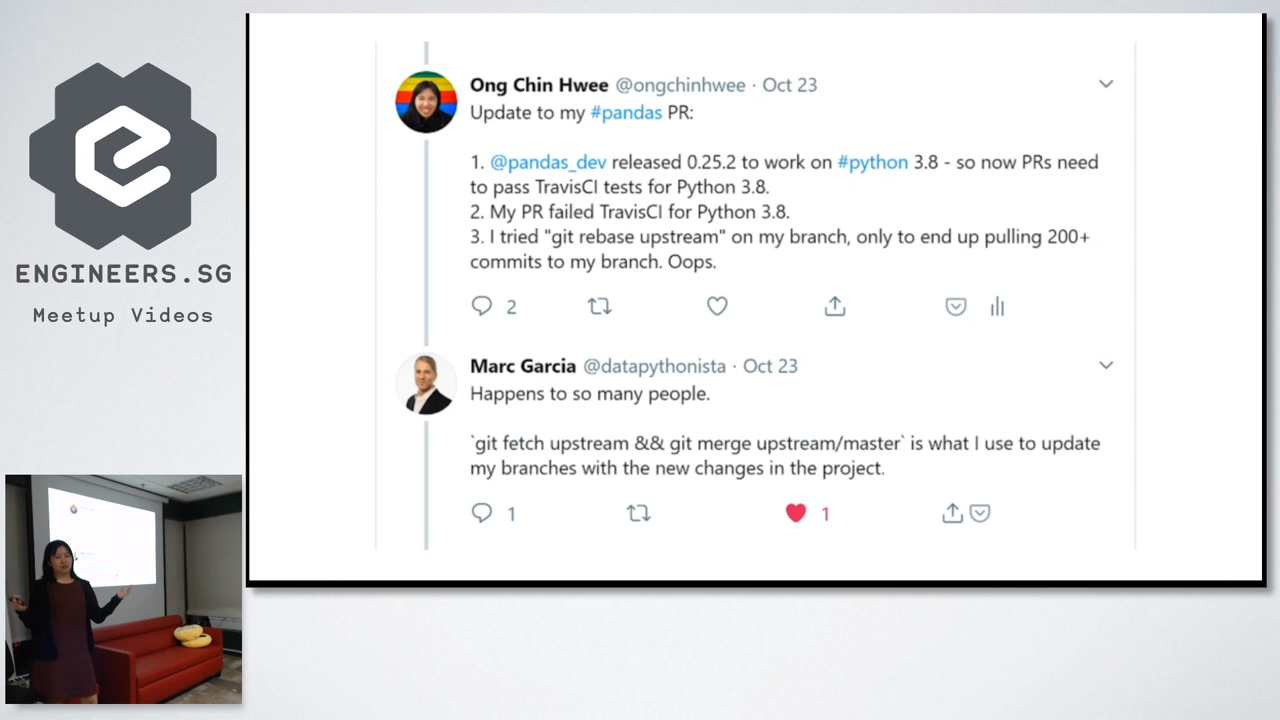 ENGINEERS.SG
Meetup Videos
Ong Chin Hwee @ongchinhwee · Oct 23
Update to my #pandas PR:
1. @pandas_dev released 0.25.2 to work on #python 3.8 - so now PRs need
to pass TravisCI tests for Python 3.8.
2. My PR failed TravisCI for Python 3.8.
3. I tried "git rebase upstream" on my branch, only to end up pulling 200+
commits to my branch. Oops.
2
Marc Garcia @datapythonista · Oct 23
Happens to so many people.
`git fetch upstream && git merge upstream/master` is what I use to update
my branches with the new changes in the project.
1 1